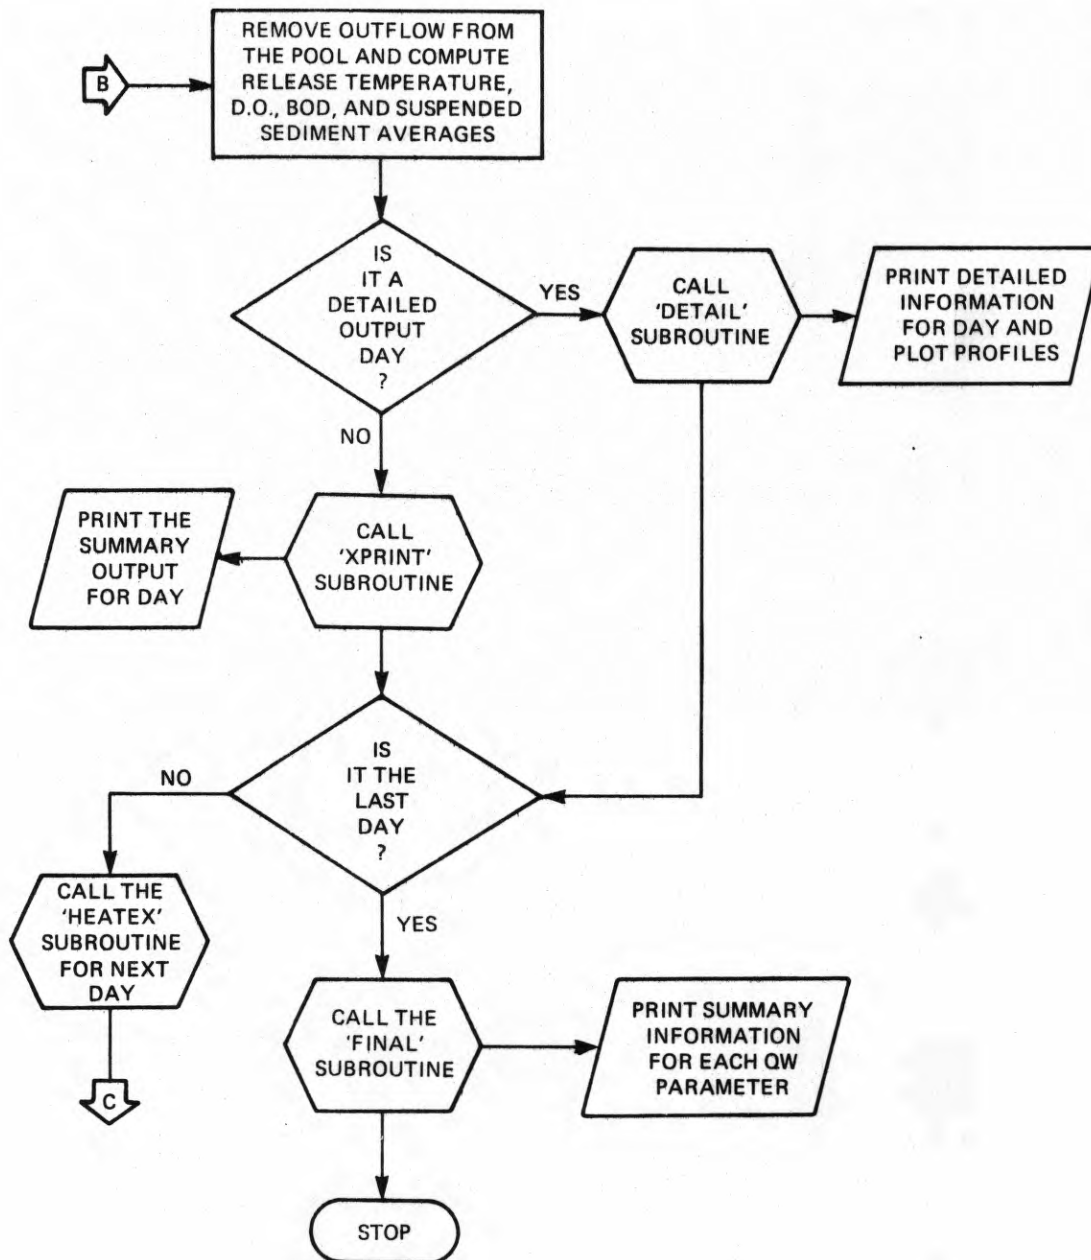 REMOVE OUTFLOW FROM
THE POOL AND COMPUTE
RELEASE TEMPERATURE,
D.O., BOD, AND SUSPENDED
SEDIMENT AVERAGES
B
IS
IT A
DETAILED
OUTPUT
DAY
?
YES
CALL
'DETAIL'
SUBROUTINE
PRINT DETAILED
INFORMATION
FOR DAY AND
PLOT PROFILES
NO
CALL
'XPRINT'
SUBROUTINE
PRINT THE
SUMMARY
OUTPUT
FOR DAY
IS
IT THE
LAST
DAY
?
NO
CALL THE
'HEATEX'
SUBROUTINE
FOR NEXT
DAY
C
YES
CALL THE
'FINAL'
SUBROUTINE
PRINT SUMMARY
INFORMATION
FOR EACH QW
PARAMETER
STOP